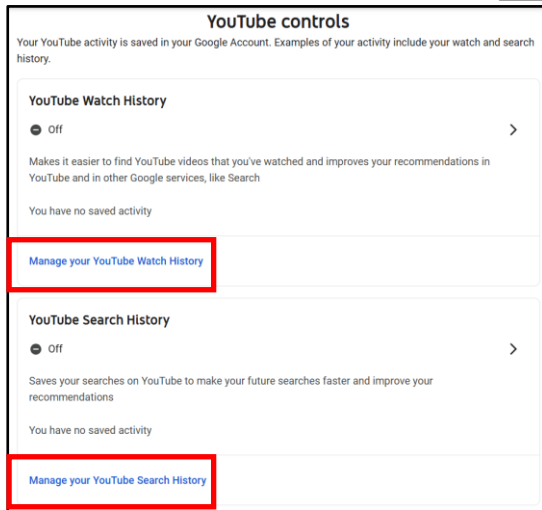 YouTube controls
Your YouTube activity is saved in your Google Account. Examples of your activity include your watch and search
history.
YouTube Watch History
Off
Makes it easier to find YouTube videos that you've watched and improves your recommendations in
YouTube and in other Google services, like Search
You have no saved activity
Manage your YouTube Watch History
YouTube Search History
Off
Saves your searches on YouTube to make your future searches faster and improve your
recommendations
You have no saved activity
Manage your YouTube Search History